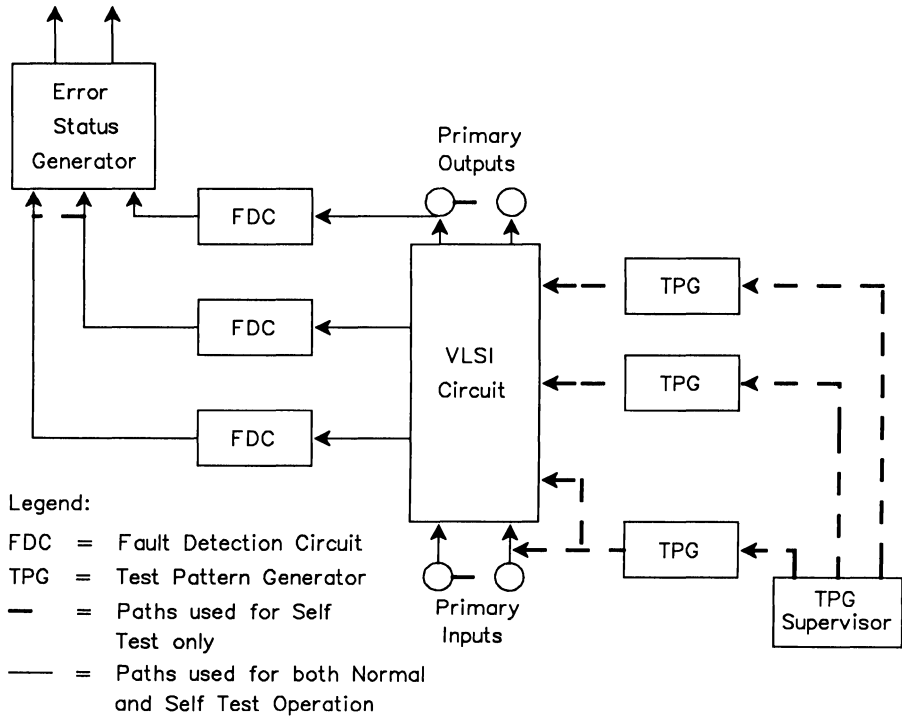 Error
Status
Generator
Primary
Outputs
FDC
TPG
FDC
VLSI
Circuit
TPG
FDC
Legend:
FDC = Fault Detection Circuit
TPG = Test Pattern Generator
= Paths used for Self
Test only
= Paths used for both Normal
and Self Test Operation
TPG
Primary
Inputs
TPG
Supervisor